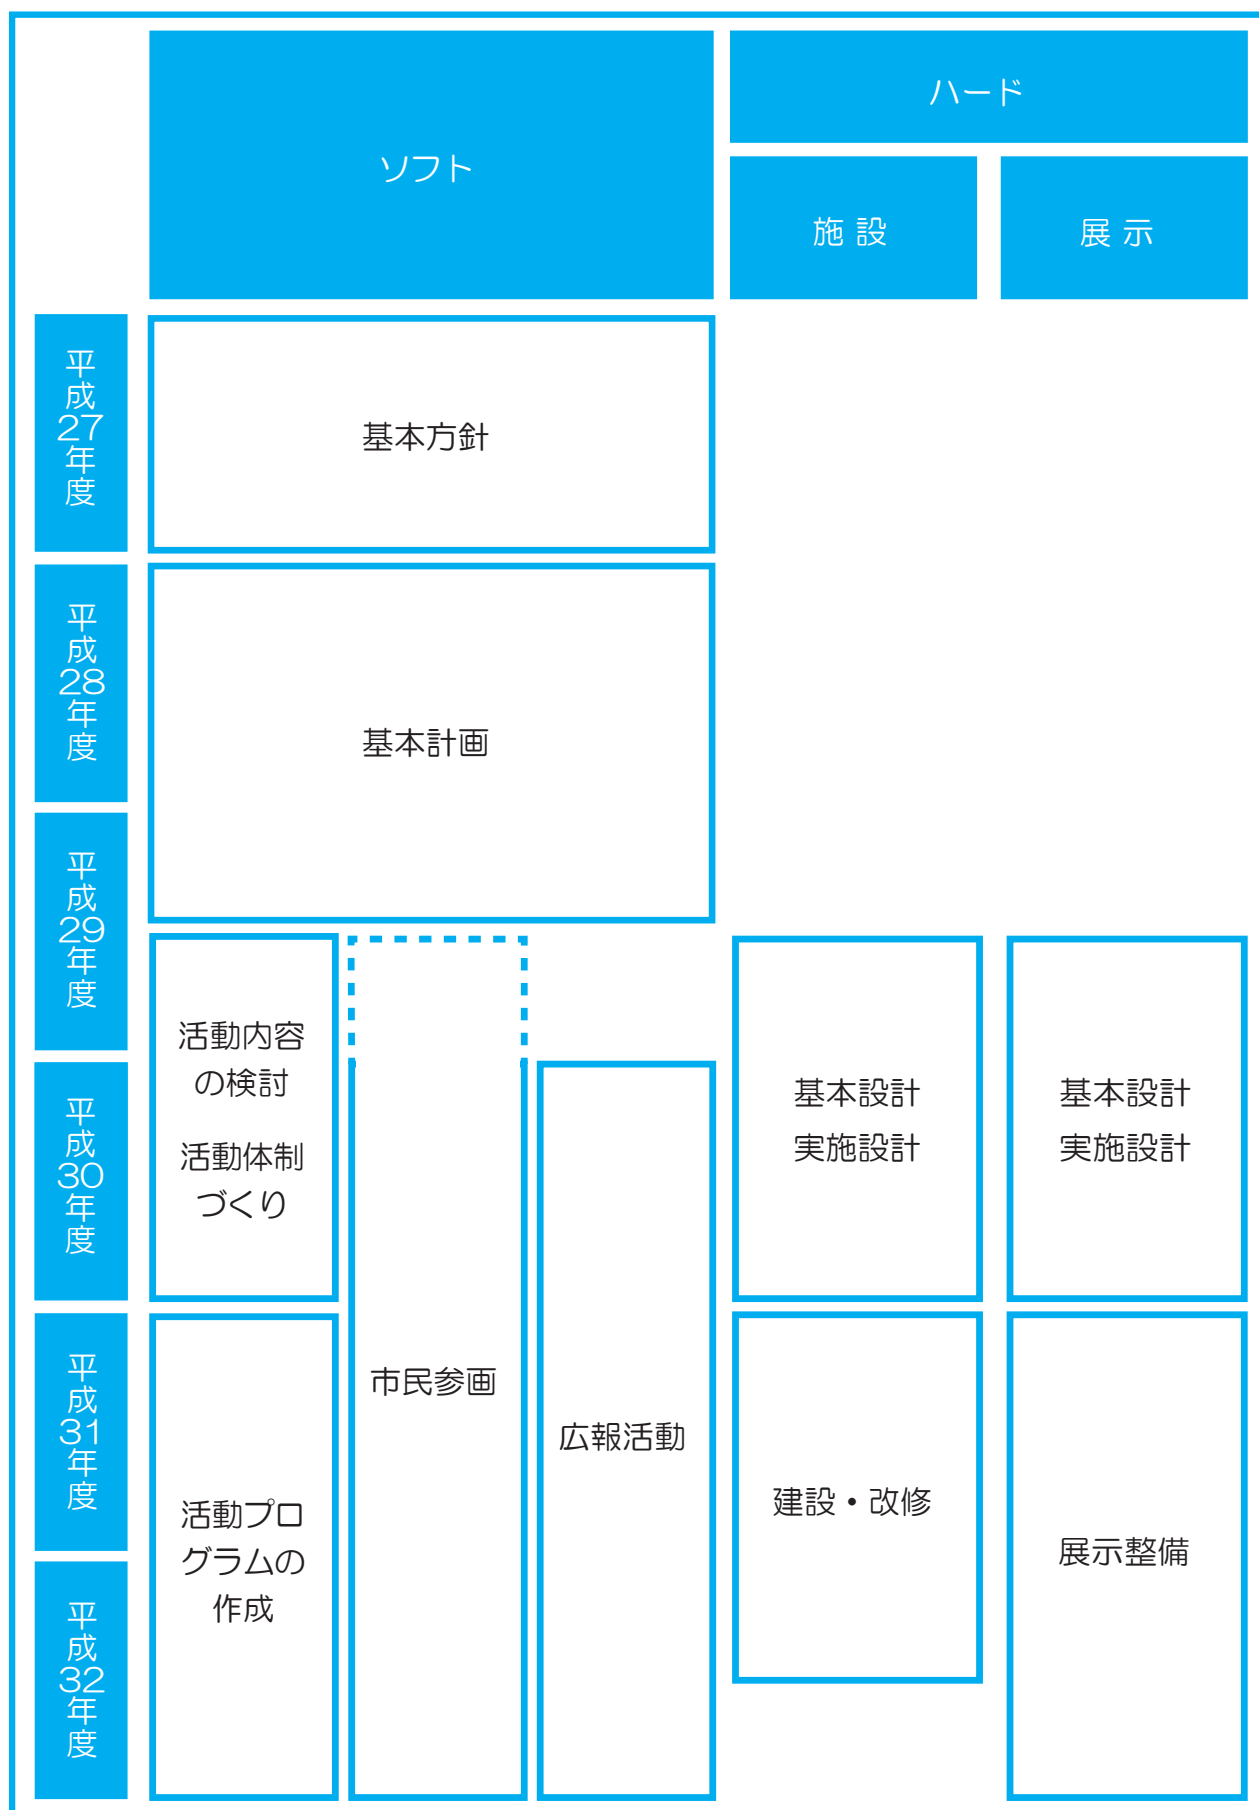 ソフト
ハード
施設
展示
平成27年度
基本方針
平成28年度
基本計画
平成29年度
活動内容
の検討
活動体制
づくり
基本設計
実施設計
基本設計
実施設計
平成30年度
市民参画
広報活動
平成31年度
活動プロ
グラムの
作成
建設・改修
展示整備
平成32年度